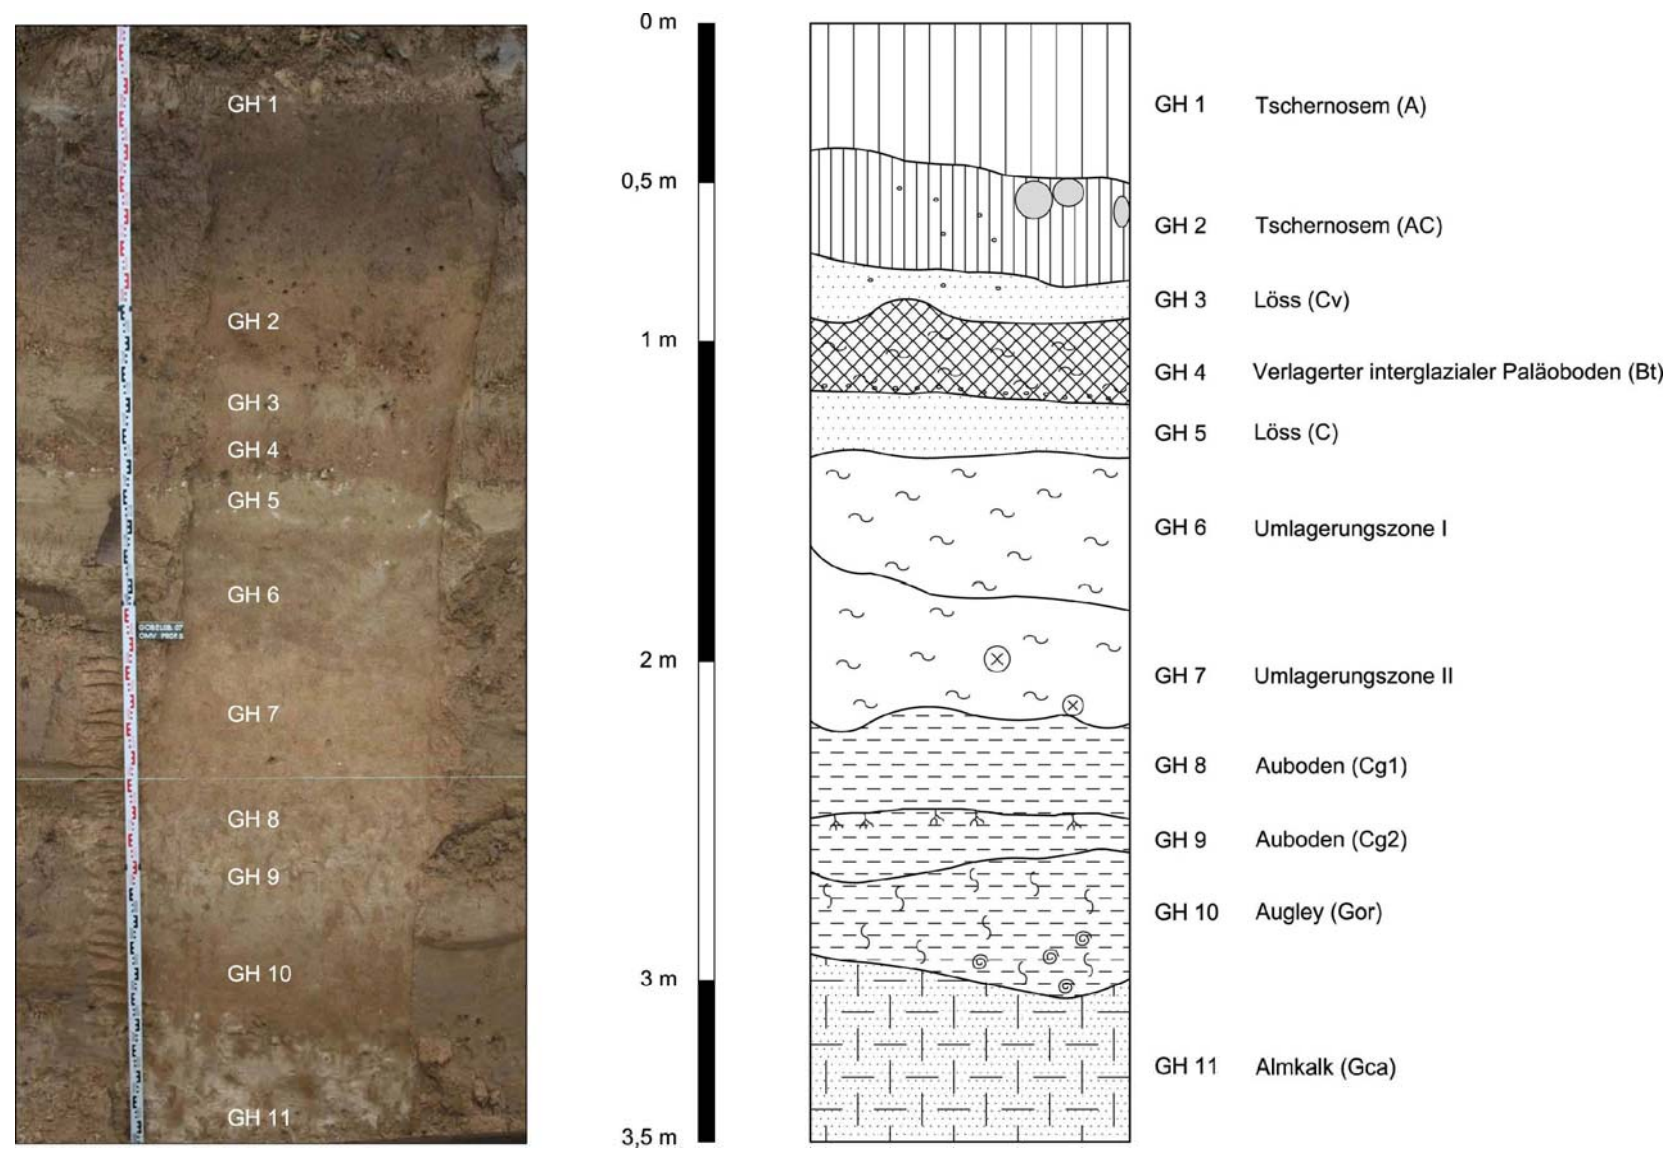 GH 1
GH 2
GH 3
GH 4
GH 5
GH 6
GH 7
GH 8
GH 9
GH 10
GH 11
0 m
0,5 m
1 m
2 m
3 m
3,5 m
GH 1 Tschernosem (A)
GH 2 Tschernosem (AC)
GH 3 Löss (Cv)
GH 4 Verlagerter interglazialer Paläoboden (Bt)
GH 5 Löss (C)
GH 6 Umlagerungszone I
GH 7 Umlagerungszone II
GH 8 Auboden (Cg1)
GH 9 Auboden (Cg2)
GH 10 Augley (Gor)
GH 11 Almkalk (Gca)